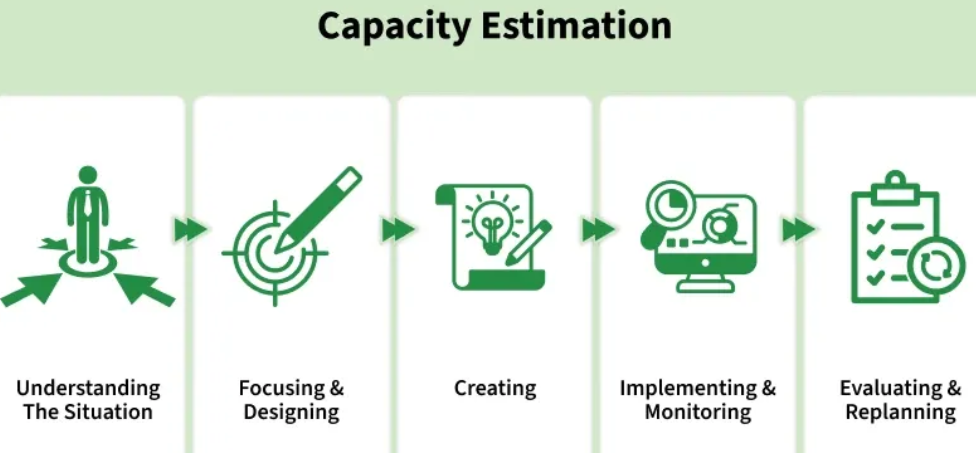 Capacity Estimation
Understanding
The Situation
Focusing &
Designing
Creating
Implementing &
Monitoring
Evaluating &
Replanning